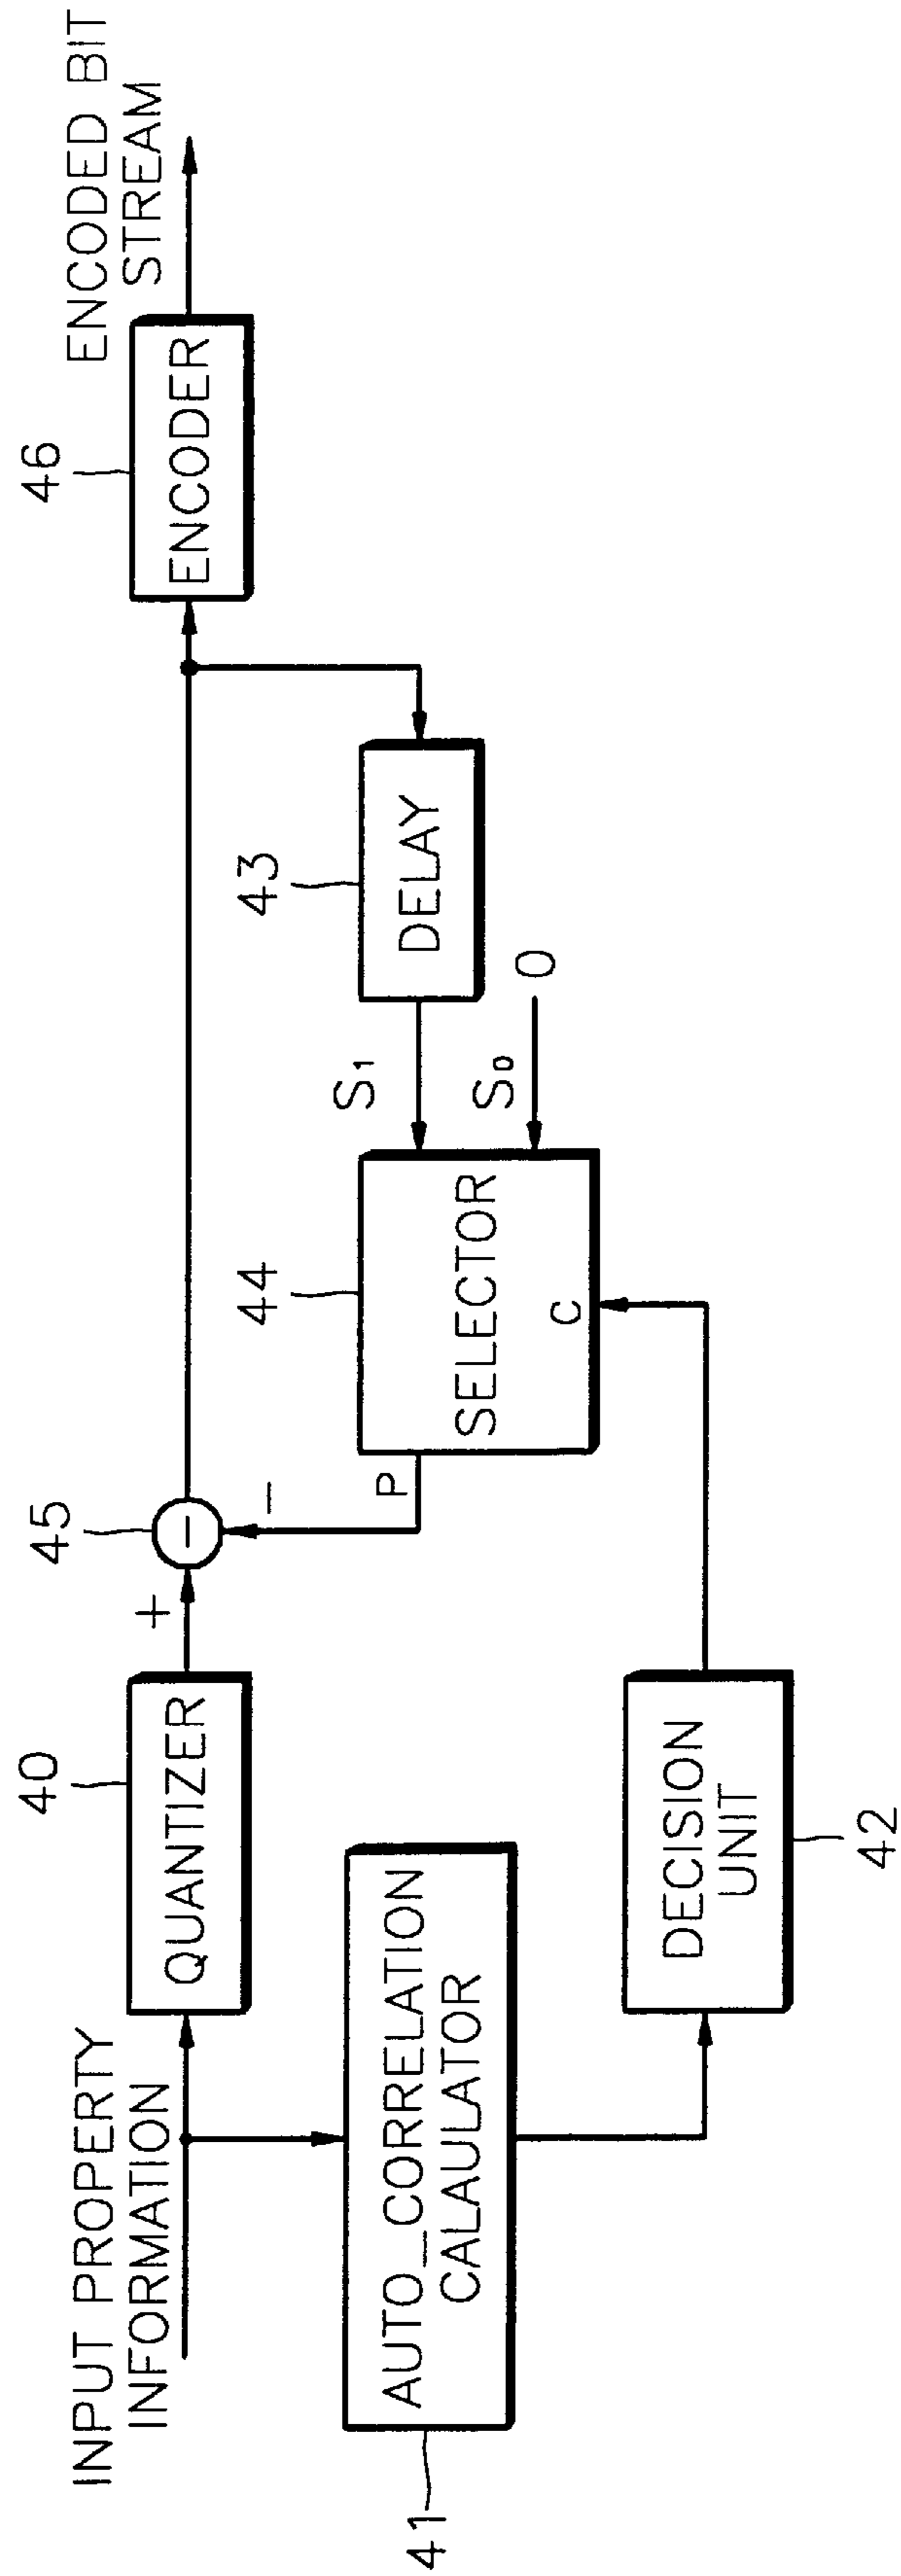 INPUT PROPERTY
INFORMATION
40
QUANTIZER
+
45
−
−
46
ENCODER
ENCODED BIT
STREAM
41
AUTO_CORRELATION
CALAULATOR
P
44
SELECTOR
C
S1
S0
0
43
DELAY
DECISION
UNIT
42